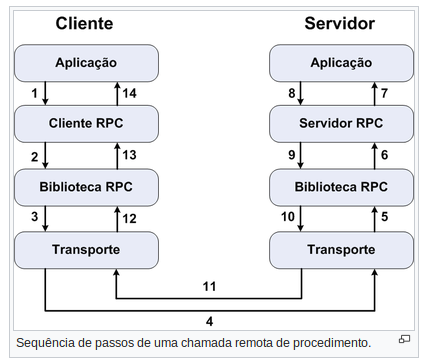 Cliente Servidor
Aplicação Aplicação
1 14 8 7
Cliente RPC Servidor RPC
2 13 9 6
Biblioteca RPC Biblioteca RPC
3 12 10 5
Transporte Transporte
11
4
Sequência de passos de uma chamada remota de procedimento.